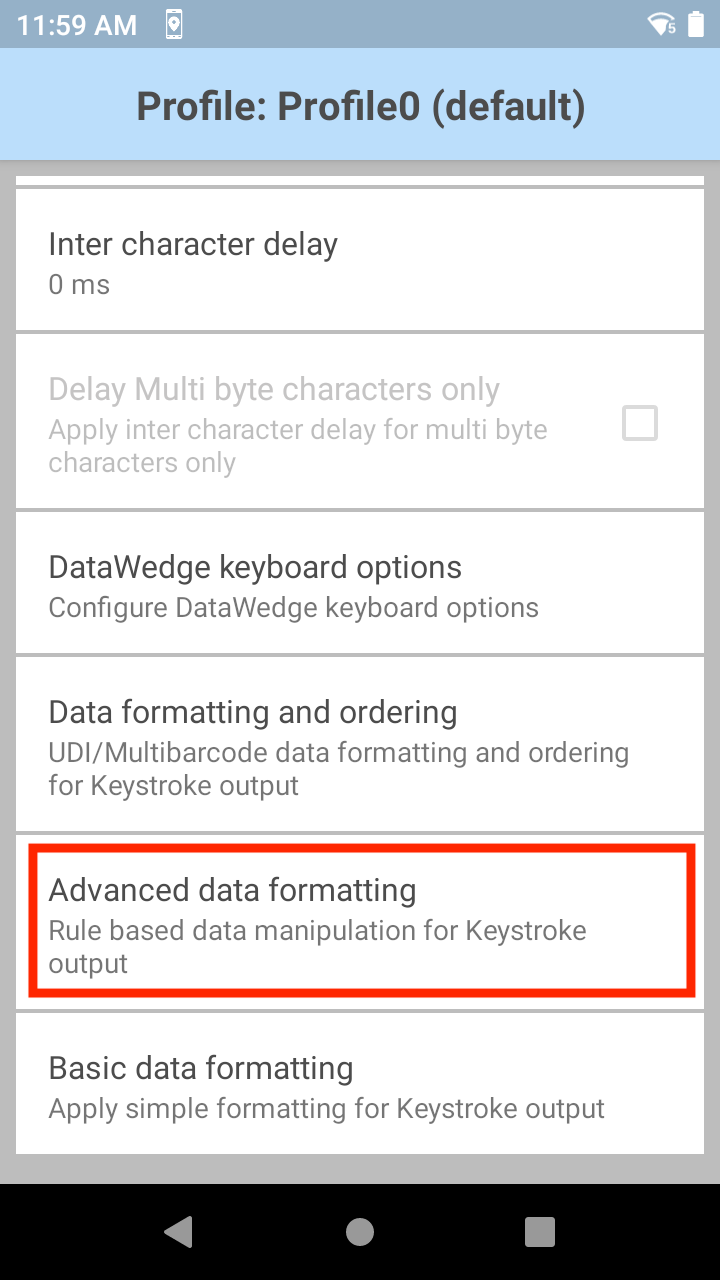 11:59 AM
5
Profile: Profile0 (default)
Inter character delay
0 ms
Delay Multi byte characters only
Apply inter character delay for multi byte
characters only
DataWedge keyboard options
Configure DataWedge keyboard options
Data formatting and ordering
UDI/Multibarcode data formatting and ordering
for Keystroke output
Advanced data formatting
Rule based data manipulation for Keystroke
output
Basic data formatting
Apply simple formatting for Keystroke output